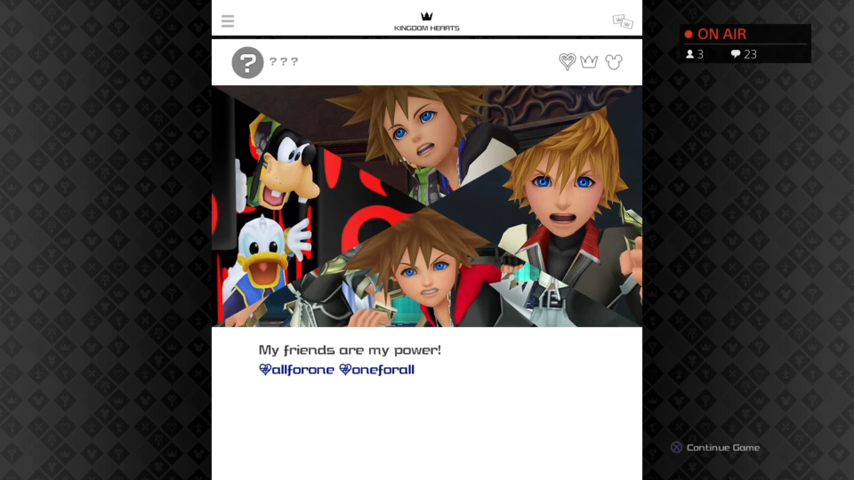 KINGDOM HEARTS
ON AIR
3 23
? ???
My friends are my power!
allforone oneforall
Continue Game